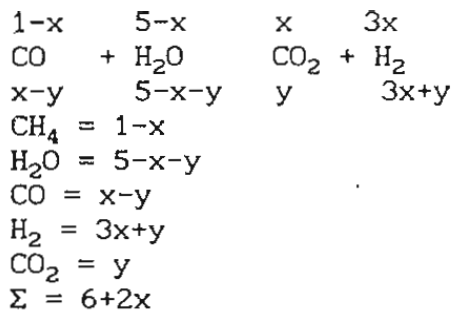 1-x 5-x x 3x
CO + H₂O CO₂ + H₂
x-y 5-x-y y 3x+y
CH₄ = 1-x
H₂O = 5-x-y
CO = x-y
H₂ = 3x+y
CO₂ = y
Σ = 6+2x